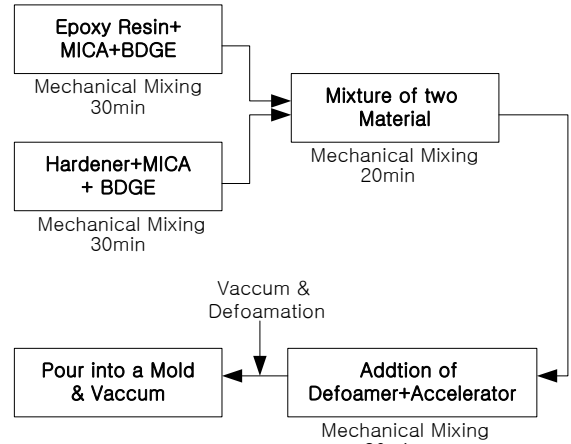 Epoxy Resin+
MICA+BDGE
Mechanical Mixing
30min
Hardener+MICA
+ BDGE
Mechanical Mixing
30min
Mixture of two
Material
Mechanical Mixing
20min
Vaccum &
Defoamation
Addtion of
Defoamer+Accelerator
Mechanical Mixing
Pour into a Mold
& Vaccum